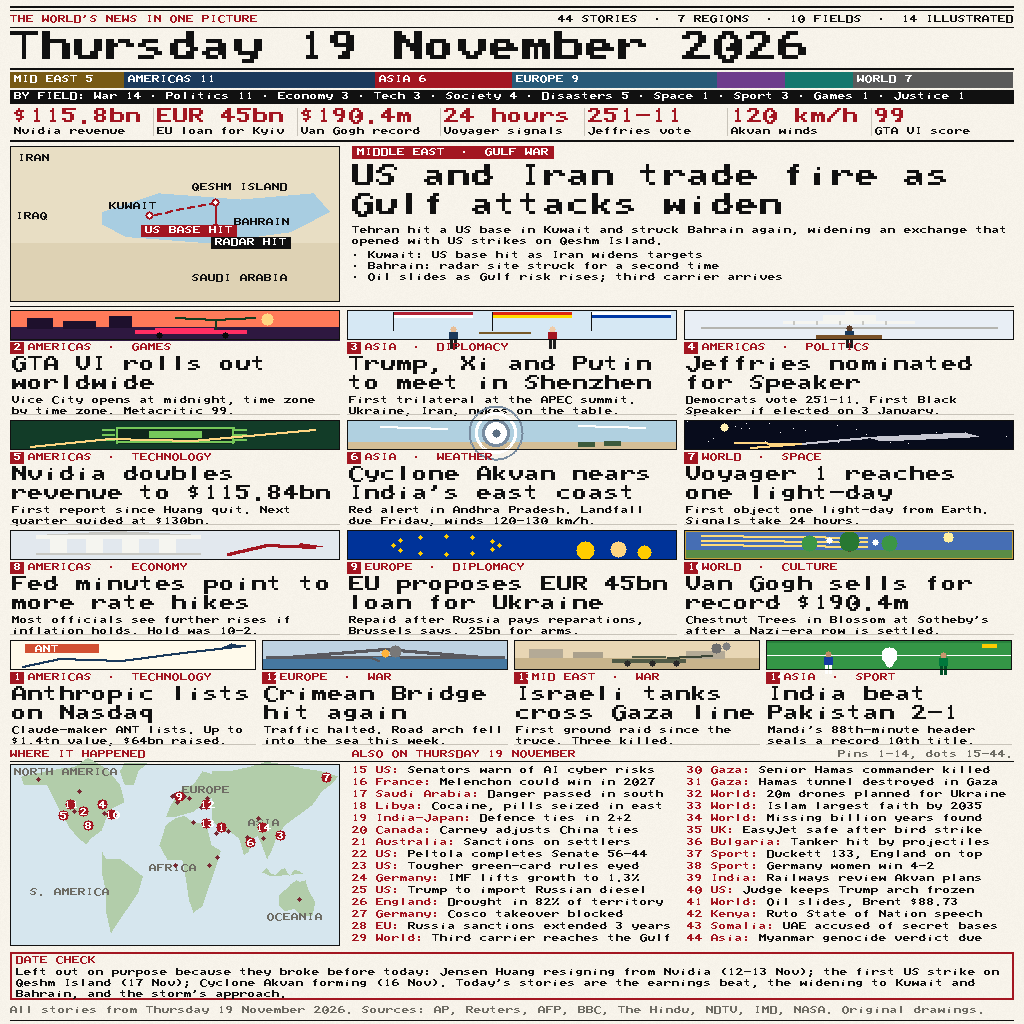 THE WORLD'S NEWS IN ONE PICTURE
44 STORIES · 7 REGIONS · 10 FIELDS · 14 ILLUSTRATED
Thursday 19 November 2026
MID EAST 5 AMERICAS 11 ASIA 6 EUROPE 9 WORLD 7
BY FIELD: War 14 · Politics 11 · Economy 3 · Tech 3 · Society 4 · Disasters 5 · Space 1 · Sport 3 · Games 1 · Justice 1
$115.8bn
Nvidia revenue
EUR 45bn
EU loan for Kyiv
$190.4m
Van Gogh record
24 hours
Voyager signals
251-11
Jeffries vote
120 km/h
Akvan winds
99
GTA VI score
IRAN
QESHM ISLAND
KUWAIT
IRAQ
BAHRAIN
US BASE HIT
RADAR HIT
SAUDI ARABIA
MIDDLE EAST · GULF WAR
US and Iran trade fire as
Gulf attacks widen
Tehran hit a US base in Kuwait and struck Bahrain again, widening an exchange that
opened with US strikes on Qeshm Island.
· Kuwait: US base hit as Iran widens targets
· Bahrain: radar site struck for a second time
· Oil slides as Gulf risk rises; third carrier arrives
2 AMERICAS · GAMES
GTA VI rolls out
worldwide
Vice City opens at midnight, time zone
by time zone. Metacritic 99.
3 ASIA · DIPLOMACY
Trump, Xi and Putin
to meet in Shenzhen
First trilateral at the APEC summit.
Ukraine, Iran, nukes on the table.
4 AMERICAS · POLITICS
Jeffries nominated
for Speaker
Democrats vote 251-11. First Black
Speaker if elected on 3 January.
5 AMERICAS · TECHNOLOGY
Nvidia doubles
revenue to $115.84bn
First report since Huang quit. Next
quarter guided at $130bn.
6 ASIA · WEATHER
Cyclone Akvan nears
India's east coast
Red alert in Andhra Pradesh. Landfall
due Friday, winds 120-130 km/h.
7 WORLD · SPACE
Voyager 1 reaches
one light-day
First object one light-day from Earth.
Signals take 24 hours.
8 AMERICAS · ECONOMY
Fed minutes point to
more rate hikes
Most officials see further rises if
inflation holds. Hold was 10-2.
9 EUROPE · DIPLOMACY
EU proposes EUR 45bn
loan for Ukraine
Repaid after Russia pays reparations,
Brussels says. 25bn for arms.
1 WORLD · CULTURE
Van Gogh sells for
record $190.4m
Chestnut Trees in Blossom at Sotheby's
after a Nazi-era row is settled.
ANT
1 AMERICAS · TECHNOLOGY
Anthropic lists
on Nasdaq
Claude-maker ANT lists. Up to
$1.4tn value, $64bn raised.
1 EUROPE · WAR
Crimean Bridge
hit again
Traffic halted. Road arch fell
into the sea this week.
1 MID EAST · WAR
Israeli tanks
cross Gaza line
First ground raid since the
truce. Three killed.
1 ASIA · SPORT
India beat
Pakistan 2-1
Mandi's 88th-minute header
seals a record 10th title.
WHERE IT HAPPENED
NORTH AMERICA
EUROPE
ASIA
AFRICA
S. AMERICA
OCEANIA
ALSO ON THURSDAY 19 NOVEMBER
Pins 1-14, dots 15-44.
15 US: Senators warn of AI cyber risks
16 France: Melenchon could win in 2027
17 Saudi Arabia: Danger passed in south
18 Libya: Cocaine, pills seized in east
19 India-Japan: Defence ties in 2+2
20 Canada: Carney adjusts China ties
21 Australia: Sanctions on settlers
22 US: Peltola completes Senate 56-44
23 US: Tougher green-card rules eyed
24 Germany: IMF lifts growth to 1.3%
25 US: Trump to import Russian diesel
26 England: Drought in 82% of territory
27 Germany: Cosco takeover blocked
28 EU: Russia sanctions extended 3 years
29 World: Third carrier reaches the Gulf
30 Gaza: Senior Hamas commander killed
31 Gaza: Hamas tunnel destroyed in Gaza
32 World: 20m drones planned for Ukraine
33 World: Islam largest faith by 2035
34 World: Missing billion years found
35 UK: EasyJet safe after bird strike
36 Bulgaria: Tanker hit by projectiles
37 Sport: Duckett 133, England on top
38 Sport: Germany women win 4-2
39 India: Railways review Akvan plans
40 US: Judge keeps Trump arch frozen
41 World: Oil slides, Brent $88.73
42 Kenya: Ruto State of Nation speech
43 Somalia: UAE accused of secret bases
44 Asia: Myanmar genocide verdict due
DATE CHECK
Left out on purpose because they broke before today: Jensen Huang resigning from Nvidia (12-13 Nov); the first US strike on
Qeshm Island (17 Nov); Cyclone Akvan forming (16 Nov). Today's stories are the earnings beat, the widening to Kuwait and
Bahrain, and the storm's approach.
All stories from Thursday 19 November 2026. Sources: AP, Reuters, AFP, BBC, The Hindu, NDTV, IMD, NASA. Original drawings.